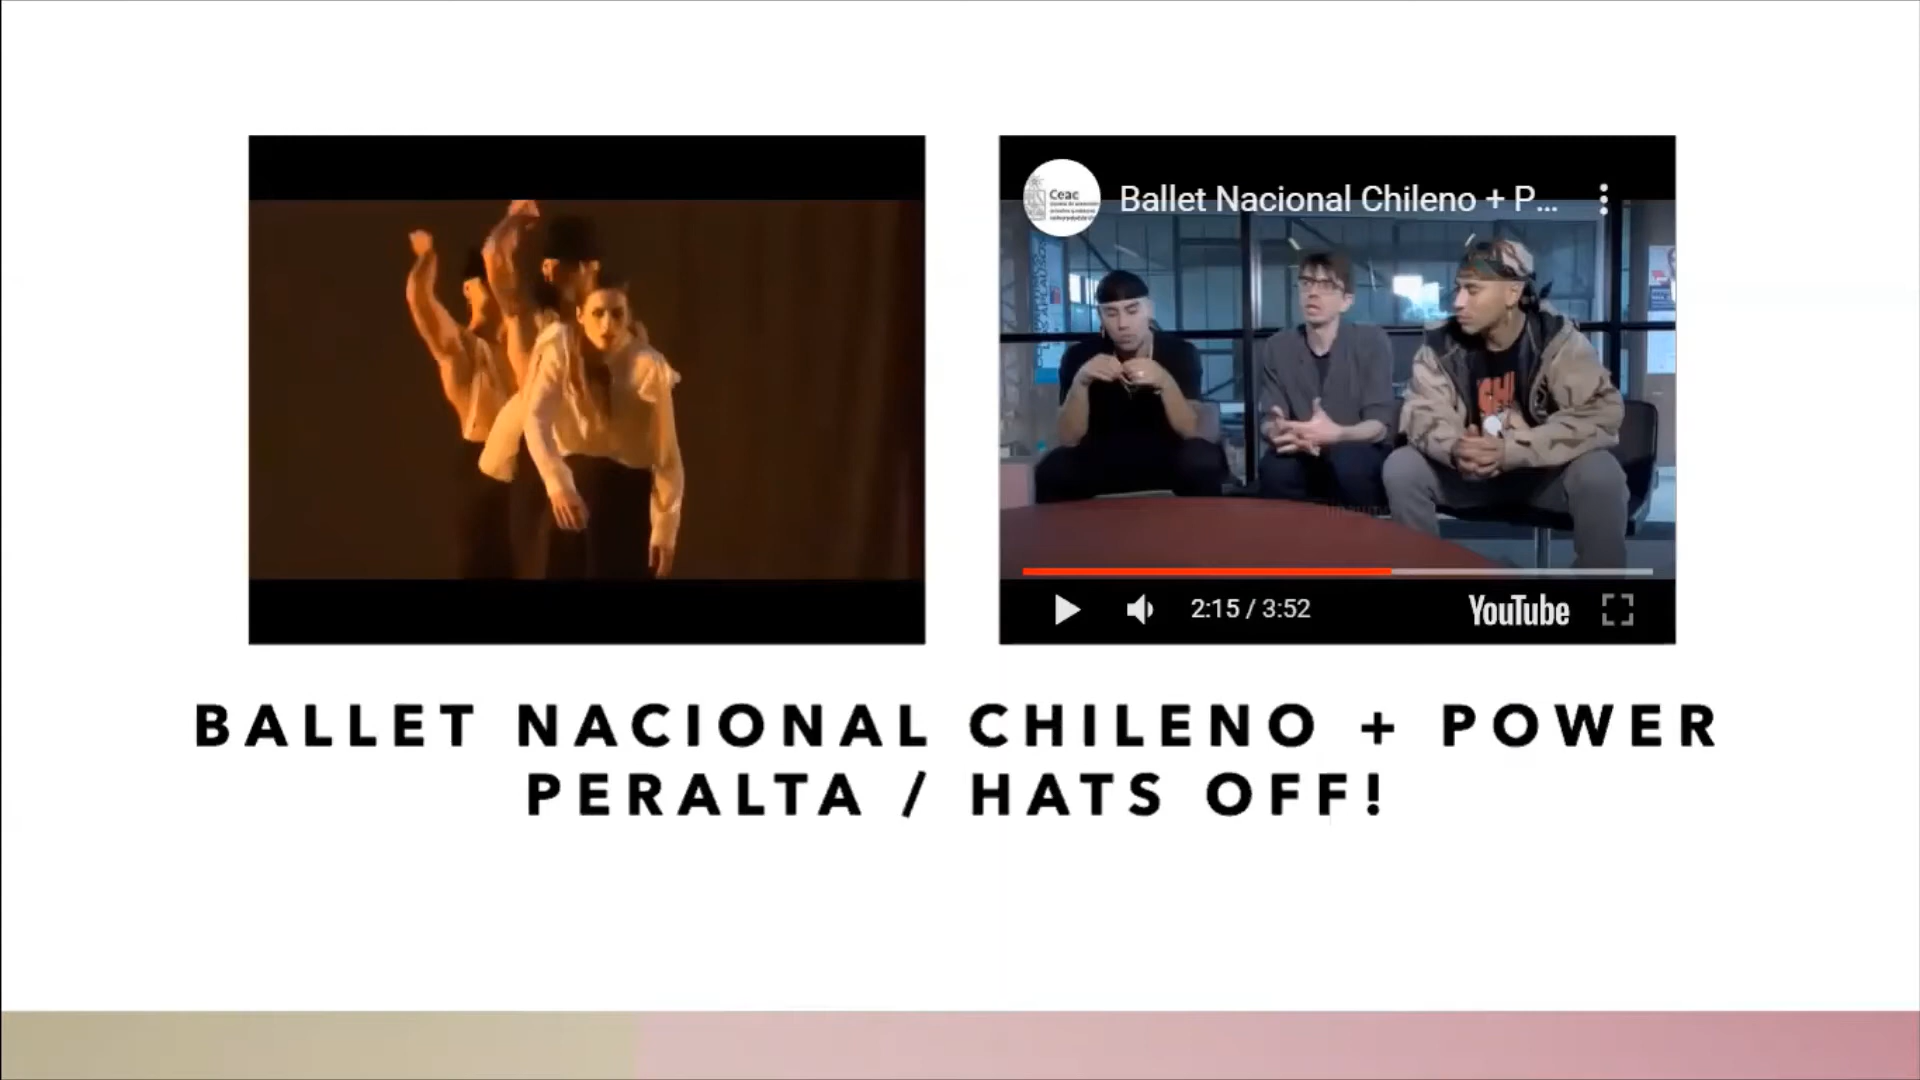 Ceac
Ballet Nacional Chileno + P...
2:15 / 3:52
YouTube
BALLET NACIONAL CHILENO + POWER
PERALTA / HATS OFF!